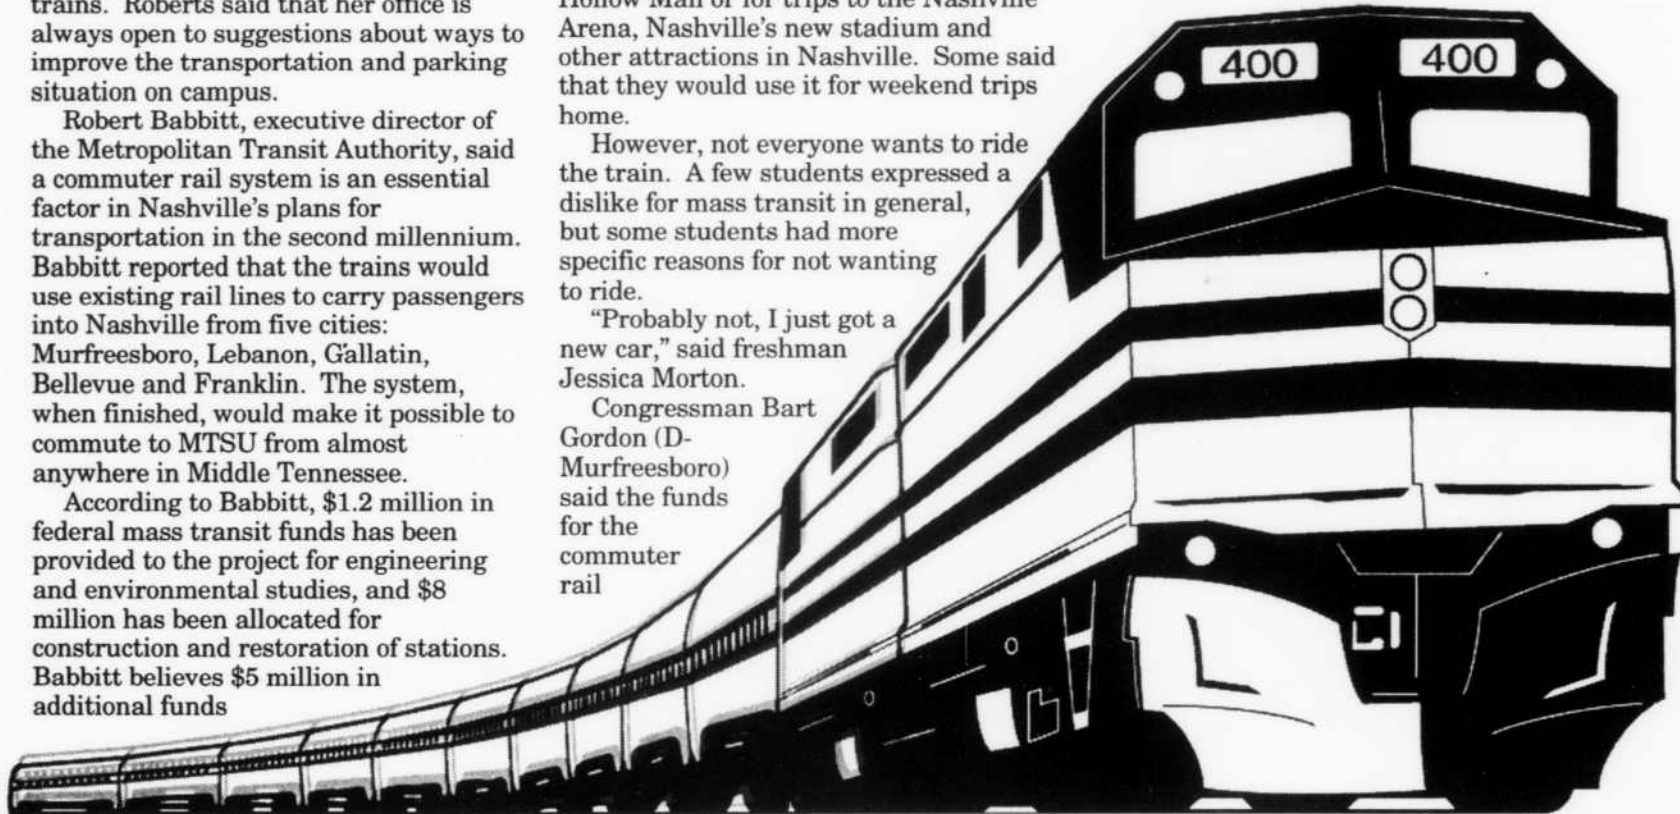 trains. Roberts said that her office is
always open to suggestions about ways to
improve the transportation and parking
situation on campus.
Robert Babbitt, executive director of
the Metropolitan Transit Authority, said
a commuter rail system is an essential
factor in Nashville's plans for
transportation in the second millennium.
Babbitt reported that the trains would
use existing rail lines to carry passengers
into Nashville from five cities:
Murfreesboro, Lebanon, Gallatin,
Bellevue and Franklin. The system,
when finished, would make it possible to
commute to MTSU from almost
anywhere in Middle Tennessee.
According to Babbitt, $1.2 million in
federal mass transit funds has been
provided to the project for engineering
and environmental studies, and $8
million has been allocated for
construction and restoration of stations.
Babbitt believes $5 million in
additional funds
Hollow Mall or for trips to the Nashville
Arena, Nashville's new stadium and
other attractions in Nashville. Some said
that they would use it for weekend trips
home.
However, not everyone wants to ride
the train. A few students expressed a
dislike for mass transit in general,
but some students had more
specific reasons for not wanting
to ride.
"Probably not, I just got a
new car," said freshman
Jessica Morton.
Congressman Bart
Gordon (D-
Murfreesboro)
said the funds
for the
commuter
rail
400
400